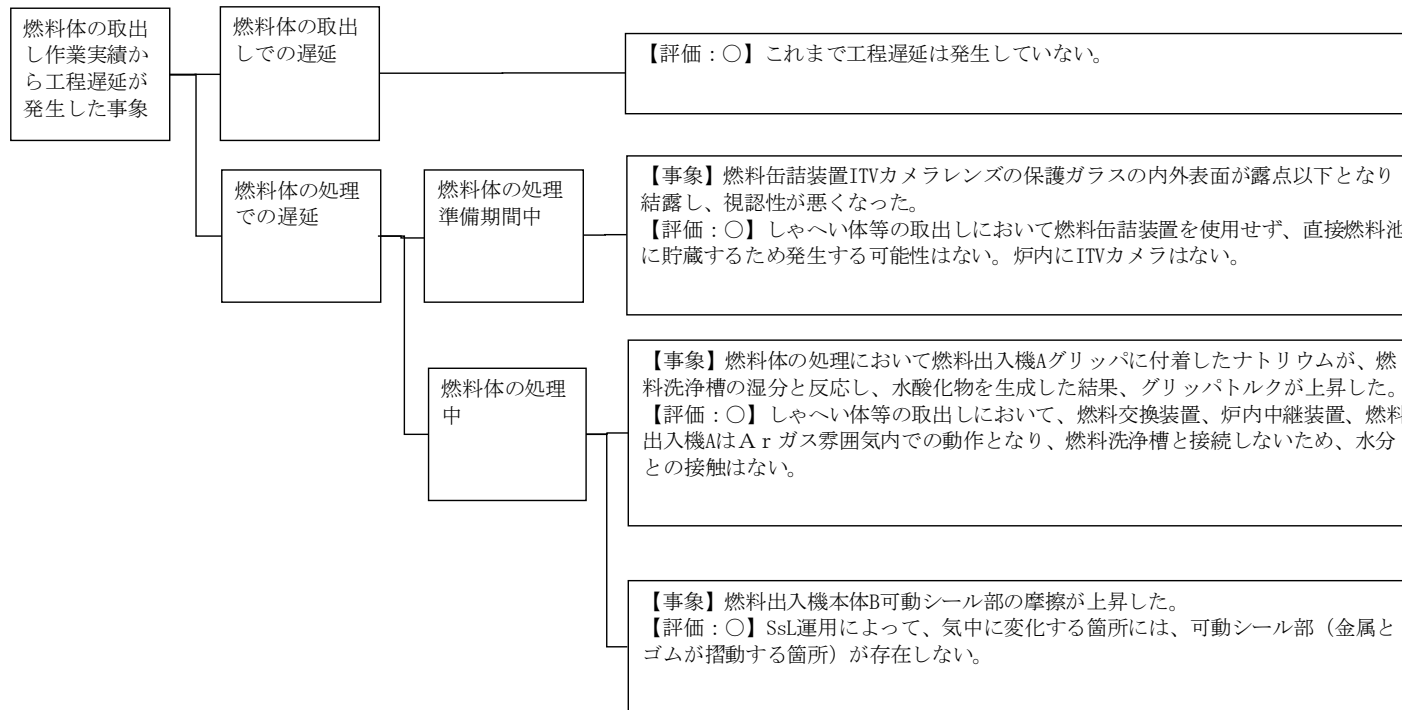 燃料体の取出
し作業実績か
ら工程遅延が
発生した事象
燃料体の取出
しでの遅延
【評価：○】これまで工程遅延は発生していない。
燃料体の処理
での遅延
燃料体の処理
準備期間中
【事象】燃料缶詰装置ITVカメラレンズの保護ガラスの内外表面が露点以下となり
結露し、視認性が悪くなった。
【評価：○】しゃへい体等の取出しにおいて燃料缶詰装置を使用せず、直接燃料池
に貯蔵するため発生する可能性はない。炉内にITVカメラはない。
燃料体の処理
中
【事象】燃料体の処理において燃料出入機Aグリッパに付着したナトリウムが、燃
料洗浄槽の湿分と反応し、水酸化物を生成した結果、グリッパトルクが上昇した。
【評価：○】しゃへい体等の取出しにおいて、燃料交換装置、炉内中継装置、燃料
出入機AはＡｒガス雰囲気内での動作となり、燃料洗浄槽と接続しないため、水分
との接触はない。
【事象】燃料出入機本体B可動シール部の摩擦が上昇した。
【評価：○】SsL運用によって、気中に変化する箇所には、可動シール部（金属と
ゴムが摺動する箇所）が存在しない。